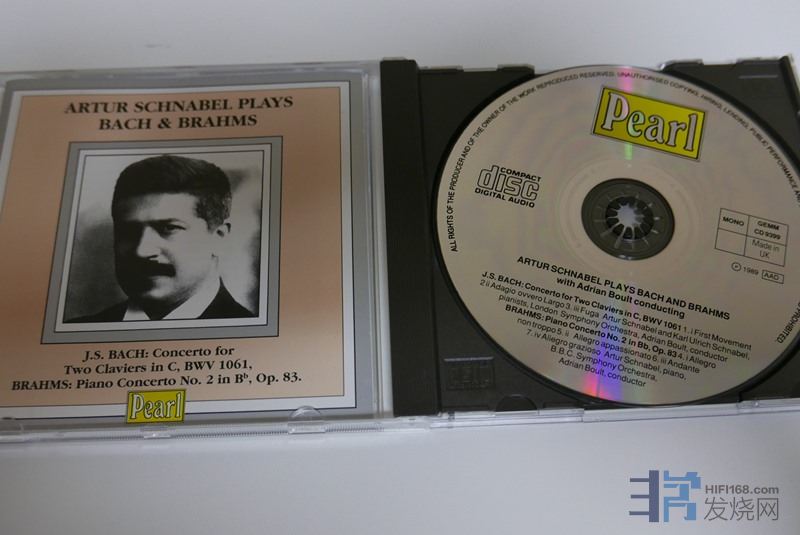 ARTUR SCHNABEL PLAYS
BACH & BRAHMS
J.S. BACH: Concerto for
Two Claviers in C, BWV 1061,
BRAHMS: Piano Concerto No. 2 in Bb, Op. 83.
Pearl
ALL RIGHTS OF THE PRODUCER AND OF THE OWNER OF THE WORK REPRODUCED RESERVED. UNAUTHORISED COPYING, HIRING, LENDING, PUBLIC PERFORMANCE AND
PROHIBITED
Pearl
COMPACT
disc
DIGITAL AUDIO
MONO
GEMM
CD 9399
Made in
UK
℗ 1989 AAD
ARTUR SCHNABEL PLAYS BACH AND BRAHMS
with Adrian Boult conducting
J.S. BACH: Concerto for Two Claviers in C, BWV 1061 1. i First Movement
2 ii Adagio ovvero Largo 3. iii Fuga Artur Schnabel and Karl Ulrich Schnabel,
pianists, London Symphony Orchestra, Adrian Boult, conductor
BRAHMS: Piano Concerto No. 2 in Bb, Op. 83 4. i Allegro
non troppo 5. ii Allegro appassionato 6. iii Andante
7. iv Allegro grazioso Artur Schnabel, piano,
B.B.C. Symphony Orchestra,
Adrian Boult, conductor
HIFI168.com
发烧网